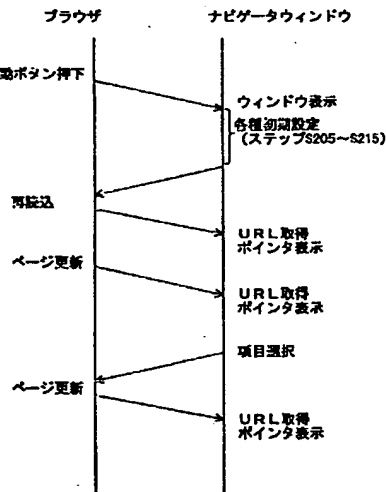 ブラウザ
ナビゲータウィンドウ
動ボタン押下
ウィンドウ表示
各種初期設定
(ステップS205〜S215)
再読込
URL取得
ポインタ表示
ページ更新
URL取得
ポインタ表示
項目選択
ページ更新
URL取得
ポインタ表示